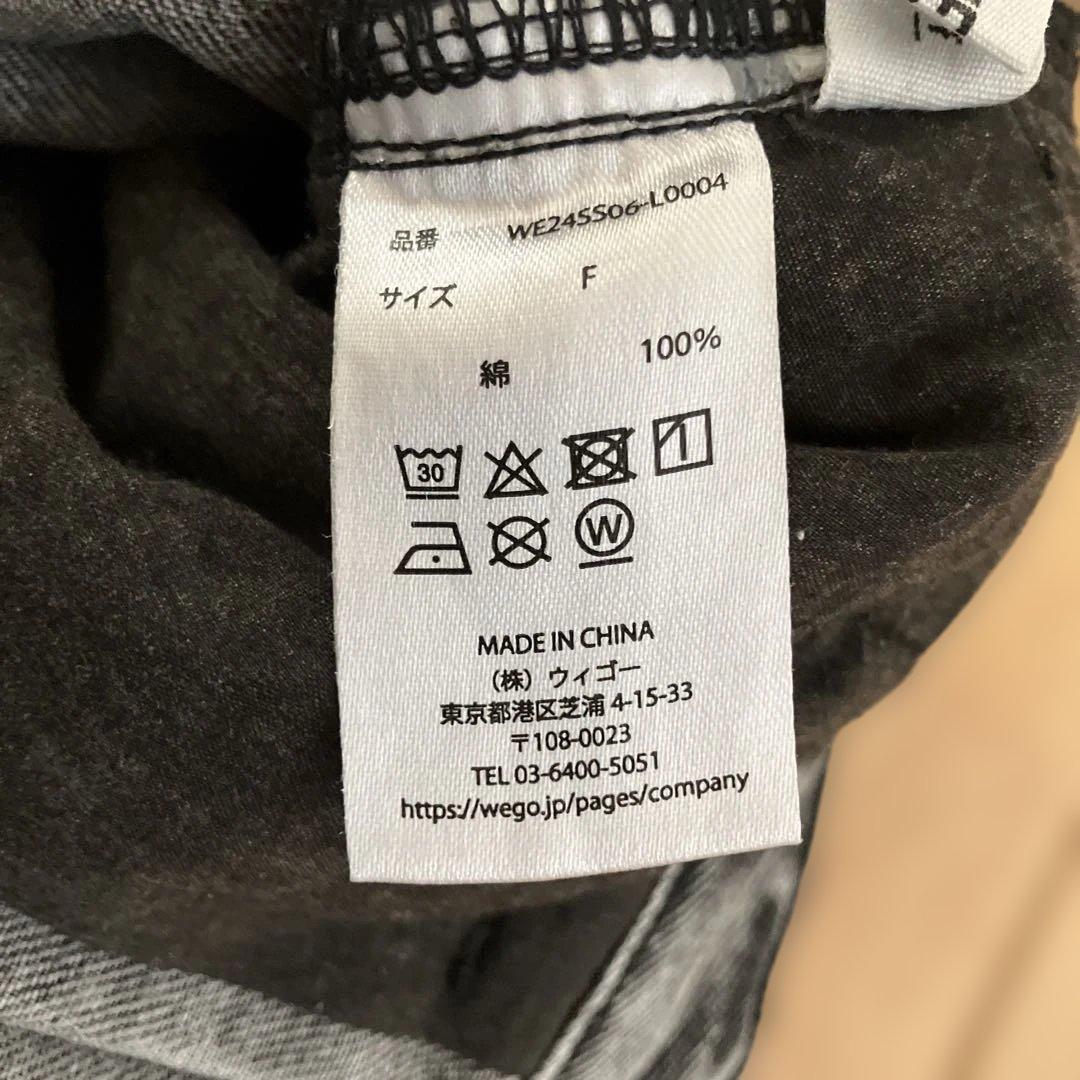 品番 WE24SS06-L0004
サイズ F
綿 100%
30
W
MADE IN CHINA
（株）ウィゴー
東京都港区芝浦 4-15-33
〒108-0023
TEL 03-6400-5051
https://wego.jp/pages/company